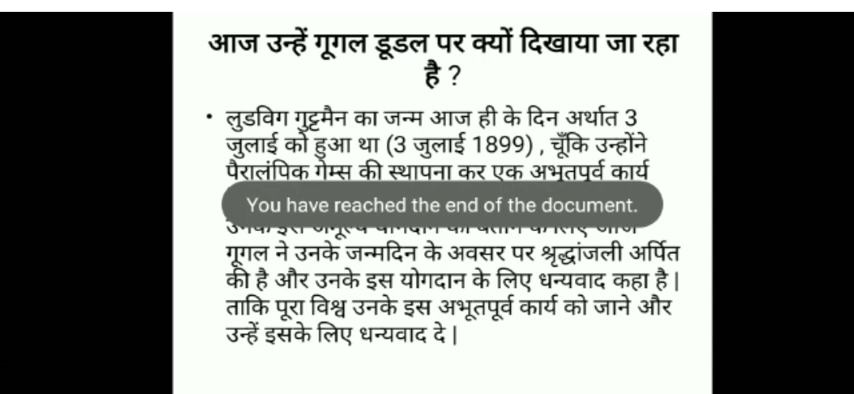 आज उन्हें गूगल डूडल पर क्यों दिखाया जा रहा
है ?
• लुडविग गुट्टमैन का जन्म आज ही के दिन अर्थात 3
जुलाई को हुआ था (3 जुलाई 1899) , चूँकि उन्होंने
पैरालंपिक गेम्स की स्थापना कर एक अभूतपूर्व कार्य
You have reached the end of the document.
गूगल ने उनके जन्मदिन के अवसर पर श्रृद्धांजली अर्पित
की है और उनके इस योगदान के लिए धन्यवाद कहा है |
ताकि पूरा विश्व उनके इस अभूतपूर्व कार्य को जाने और
उन्हें इसके लिए धन्यवाद दे |